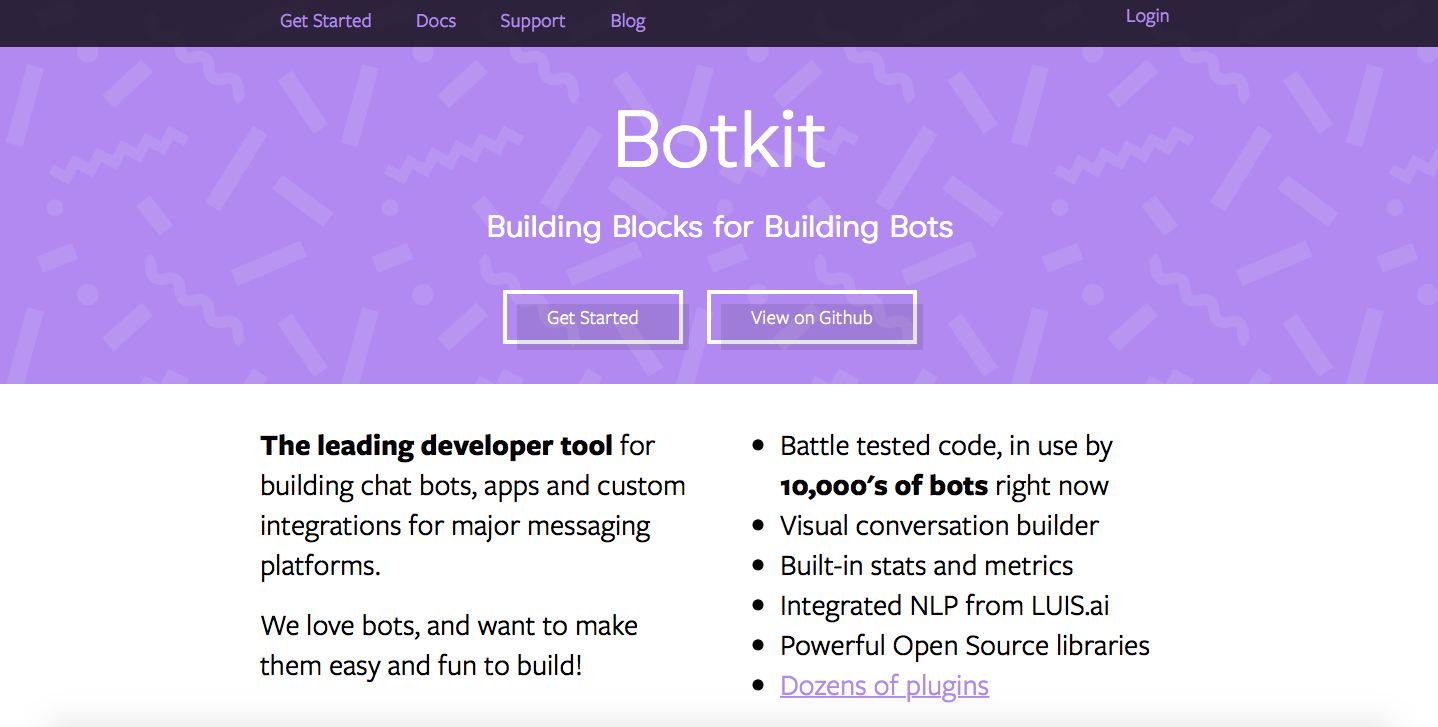 Get Started Docs Support Blog Login
Botkit
Building Blocks for Building Bots
Get Started View on Github
The leading developer tool for
building chat bots, apps and custom
integrations for major messaging
platforms.
We love bots, and want to make
them easy and fun to build!
Battle tested code, in use by
10,000's of bots right now
Visual conversation builder
Built-in stats and metrics
Integrated NLP from LUIS.ai
Powerful Open Source libraries
Dozens of plugins